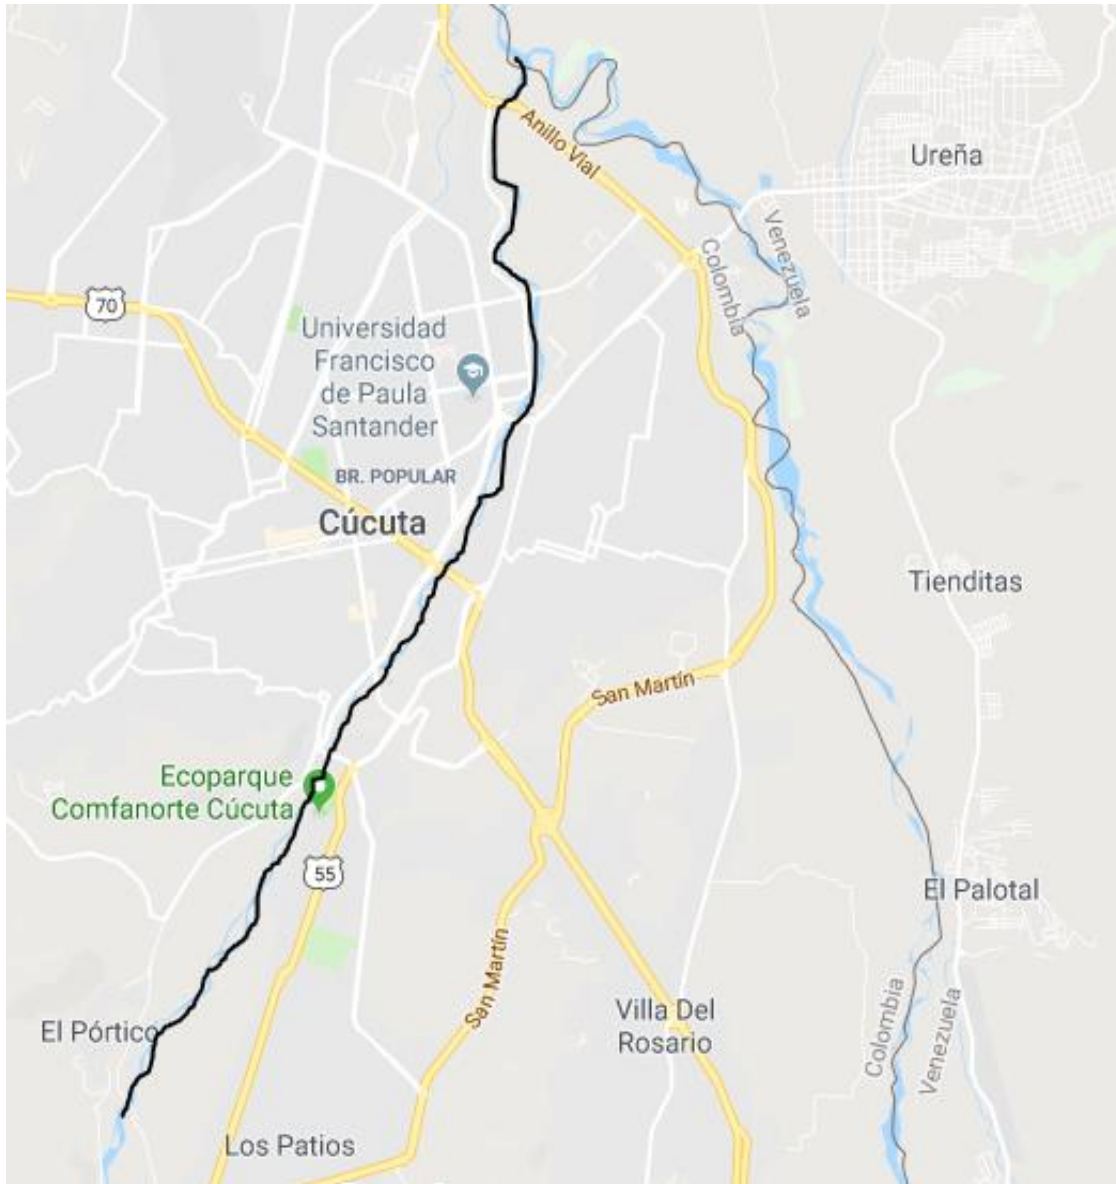 Anillo Vial
Ureña
Venezuela
Colombia
70
Universidad
Francisco
de Paula
Santander
BR. POPULAR
Cúcuta
Tienditas
San Martín
Ecoparque
Comfanorte Cúcuta
55
El Palotal
San Martín
Villa Del
Rosario
Colombia
Venezuela
El Pórtico
Los Patios